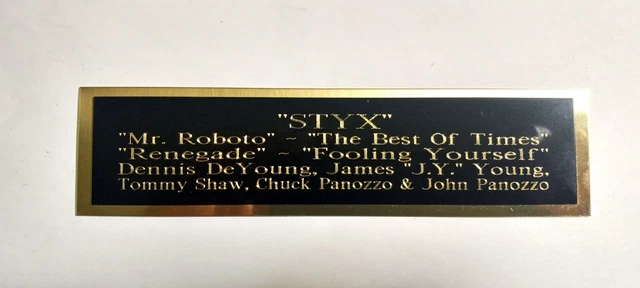 "STYX"
"Mr. Roboto" ~ "The Best Of Times"
"Renegade" ~ "Fooling Yourself"
Dennis DeYoung, James "J.Y." Young,
Tommy Shaw, Chuck Panozzo & John Panozzo